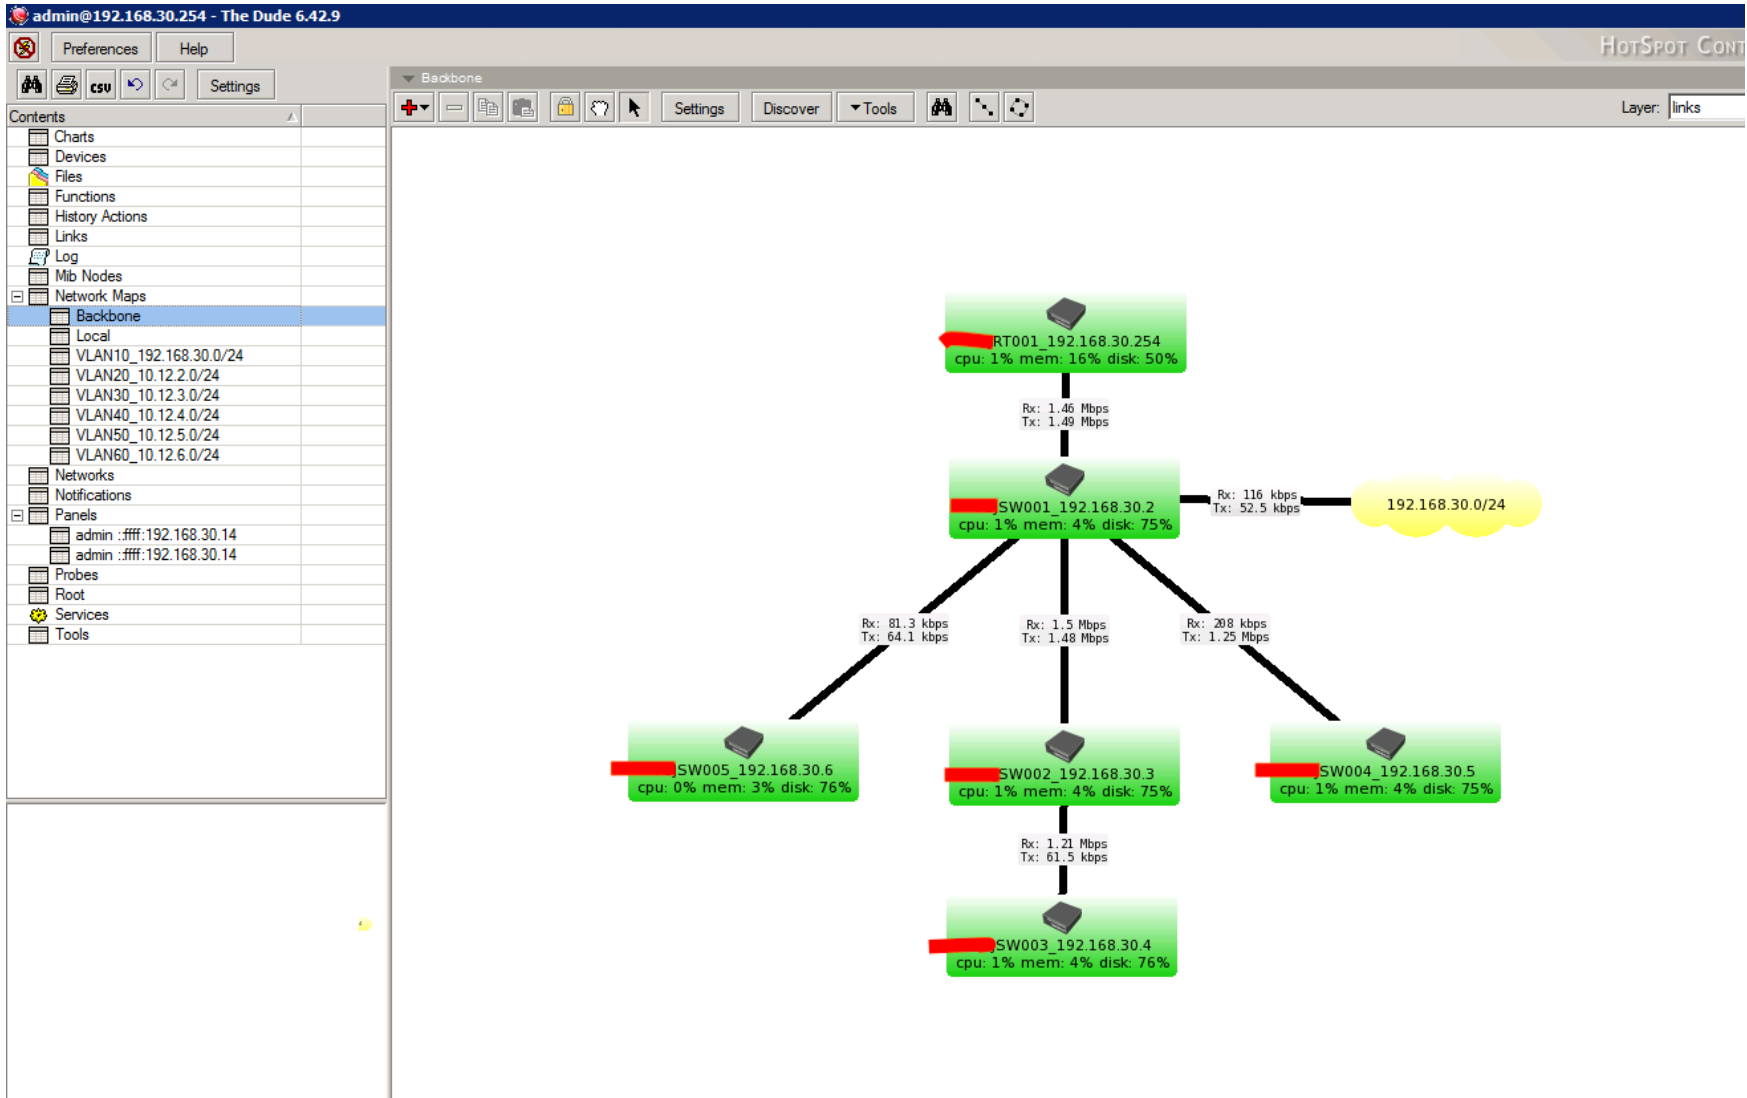 admin@192.168.30.254 - The Dude 6.42.9
Preferences Help
HotSpot Cont
csv Settings
Backbone
Settings Discover Tools Layer: links
Contents
Charts
Devices
Files
Functions
History Actions
Links
Log
Mib Nodes
Network Maps
Backbone
Local
VLAN10_192.168.30.0/24
VLAN20_10.12.2.0/24
VLAN30_10.12.3.0/24
VLAN40_10.12.4.0/24
VLAN50_10.12.5.0/24
VLAN60_10.12.6.0/24
Networks
Notifications
Panels
admin ::ffff:192.168.30.14
admin ::ffff:192.168.30.14
Probes
Root
Services
Tools
RT001_192.168.30.254
cpu: 1% mem: 16% disk: 50%
Rx: 1.46 Mbps
Tx: 1.49 Mbps
SW001_192.168.30.2
cpu: 1% mem: 4% disk: 75%
Rx: 116 kbps
Tx: 52.5 kbps
192.168.30.0/24
Rx: 81.3 kbps
Tx: 64.1 kbps
Rx: 1.5 Mbps
Tx: 1.48 Mbps
Rx: 208 kbps
Tx: 1.25 Mbps
SW005_192.168.30.6
cpu: 0% mem: 3% disk: 76%
SW002_192.168.30.3
cpu: 1% mem: 4% disk: 75%
SW004_192.168.30.5
cpu: 1% mem: 4% disk: 75%
Rx: 1.21 Mbps
Tx: 61.5 kbps
SW003_192.168.30.4
cpu: 1% mem: 4% disk: 76%